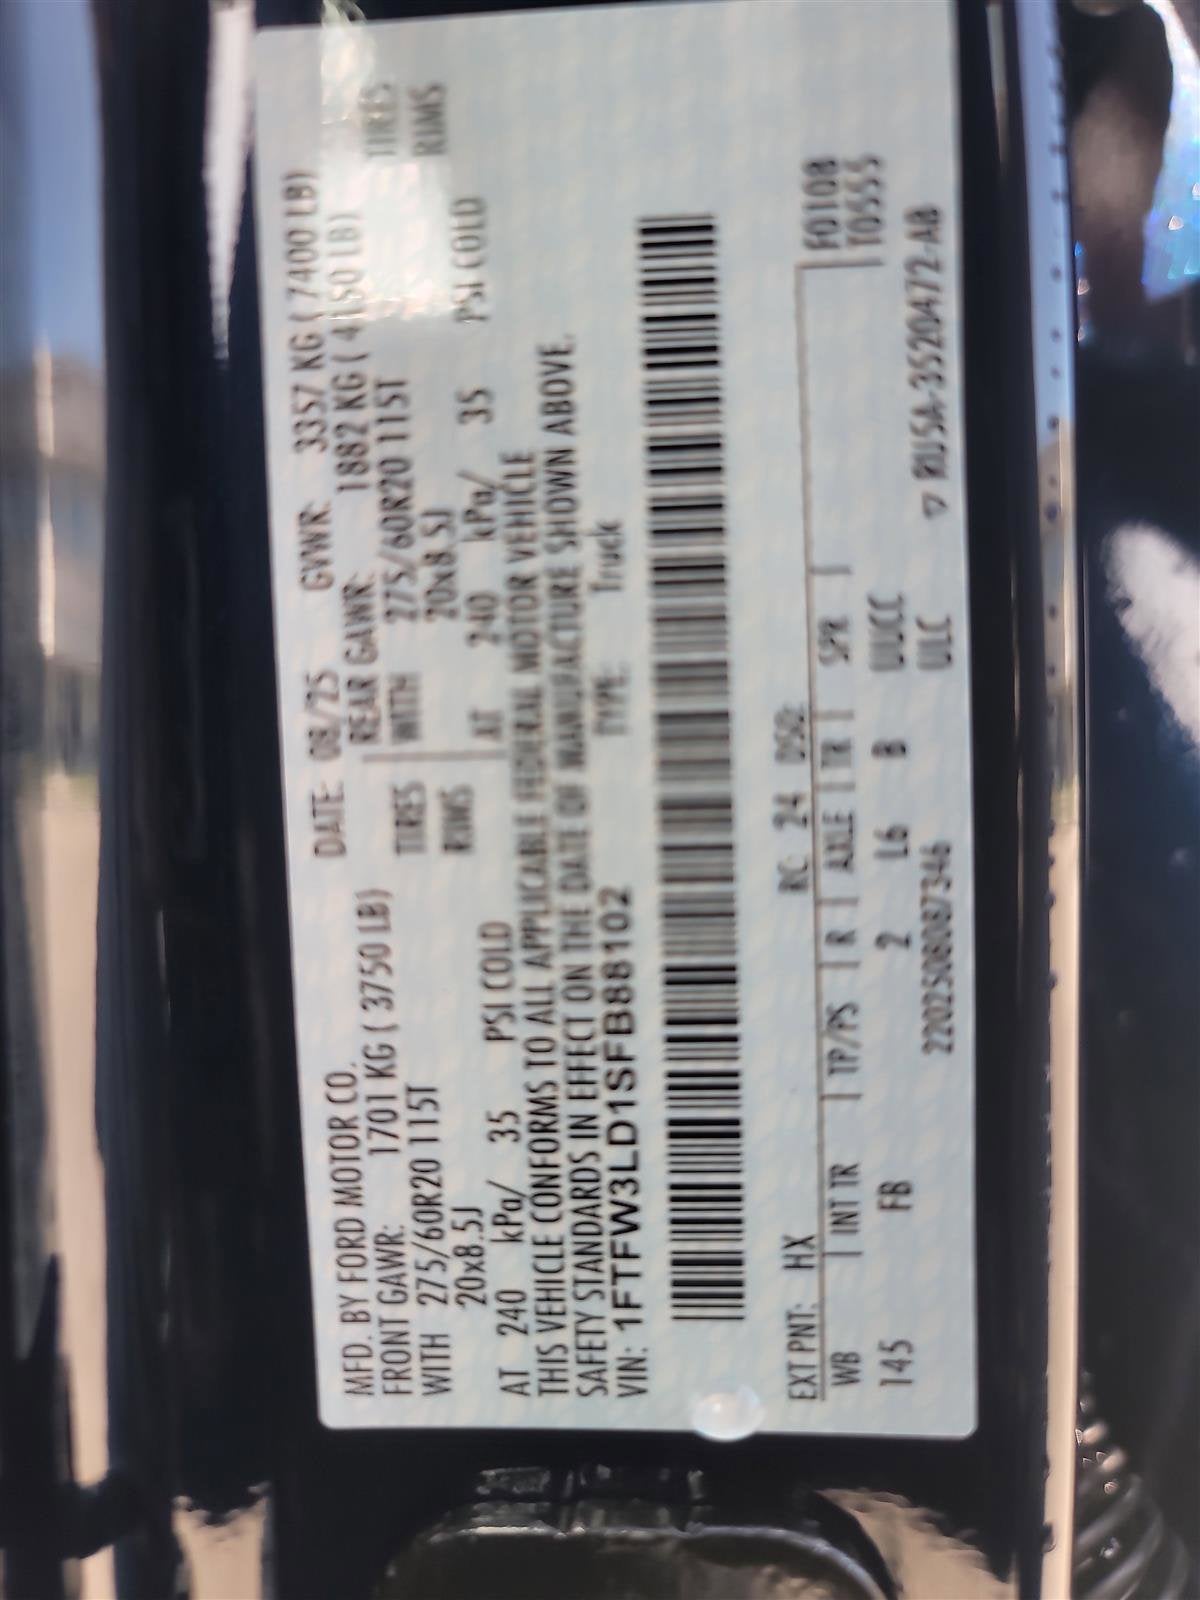 MFD. BY FORD MOTOR CO. DATE: 08/25 GVWR: 3357 KG ( 7400 LB)
FRONT GAWR: 1701 KG ( 3750 LB) REAR GAWR: 1882 KG ( 4150 LB)
WITH 275/60R20 115T TIRES WITH 275/60R20 115T TIRES
20x8.5J RIMS 20x8.5J RIMS
AT 240 kPa/ 35 PSI COLD AT 240 kPa/ 35 PSI COLD
THIS VEHICLE CONFORMS TO ALL APPLICABLE FEDERAL MOTOR VEHICLE
SAFETY STANDARDS IN EFFECT ON THE DATE OF MANUFACTURE SHOWN ABOVE.
VIN: 1FTFW3LD1SFB88102 TYPE: Truck
EXT PNT: HX RC: 24 DSO: F0108
WB | INT TR | TP/PS | R | AXLE | TR | SPR | T0555
145 FB 2 L6 B UUCC
220250808087346 ULC ▽ RU5A-3520472-AB